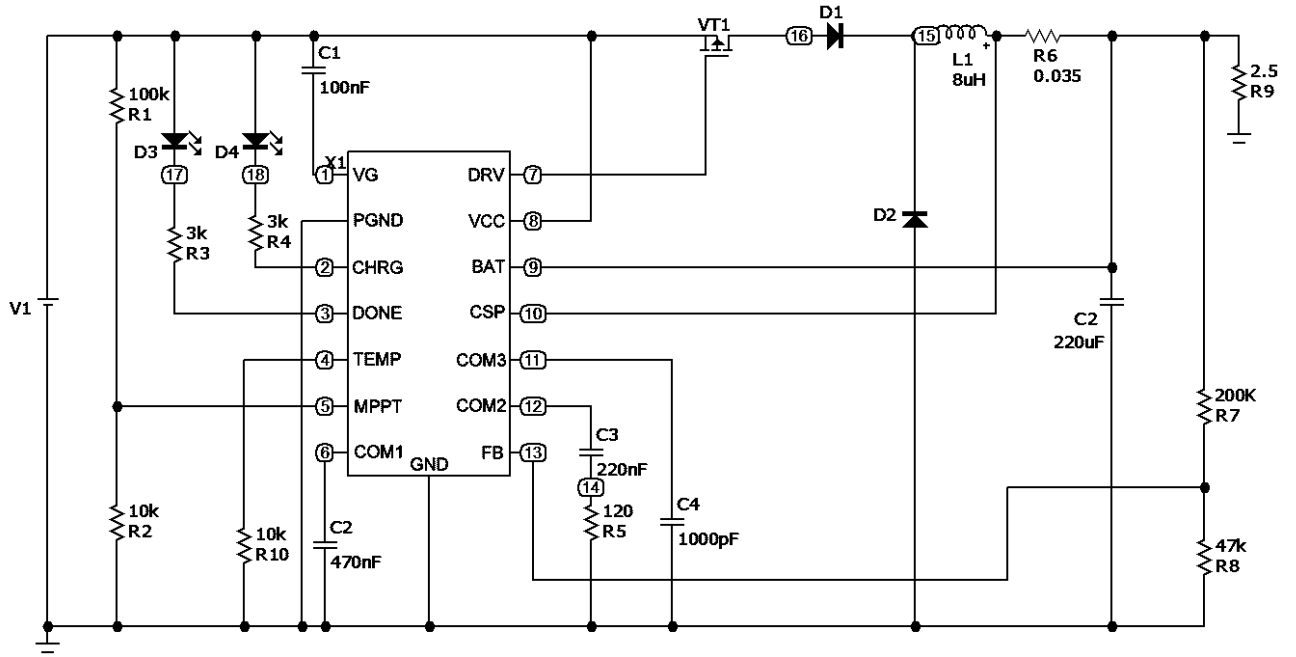 D1
VT1
16
15
C1
L1
R6
100k
100nF
8uH
0.035
2.5
R1
R9
D3
D4
X1
17
18
1
VG
DRV
7
3k
3k
PGND
VCC
8
D2
R3
R4
2
CHRG
BAT
9
V1
3
DONE
CSP
10
C2
220uF
4
TEMP
COM3
11
5
MPPT
COM2
12
200K
R7
C3
6
COM1
FB
13
GND
220nF
14
10k
C2
120
C4
R2
10k
R5
1000pF
47k
R10
470nF
R8